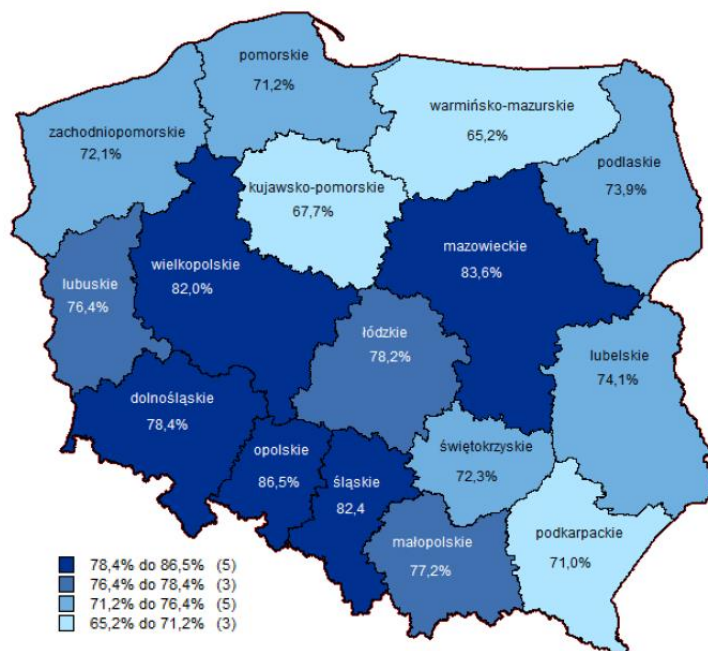 pomorskie
71,2%
warmińsko-mazurskie
65,2%
zachodniopomorskie
72,1%
podlaskie
73,9%
kujawsko-pomorskie
67,7%
mazowieckie
83,6%
wielkopolskie
82,0%
lubuskie
76,4%
łódzkie
78,2%
lubelskie
74,1%
dolnośląskie
78,4%
opolskie
86,5%
śląskie
82,4
świętokrzyskie
72,3%
małopolskie
77,2%
podkarpackie
71,0%
78,4% do 86,5% (5)
76,4% do 78,4% (3)
71,2% do 76,4% (5)
65,2% do 71,2% (3)